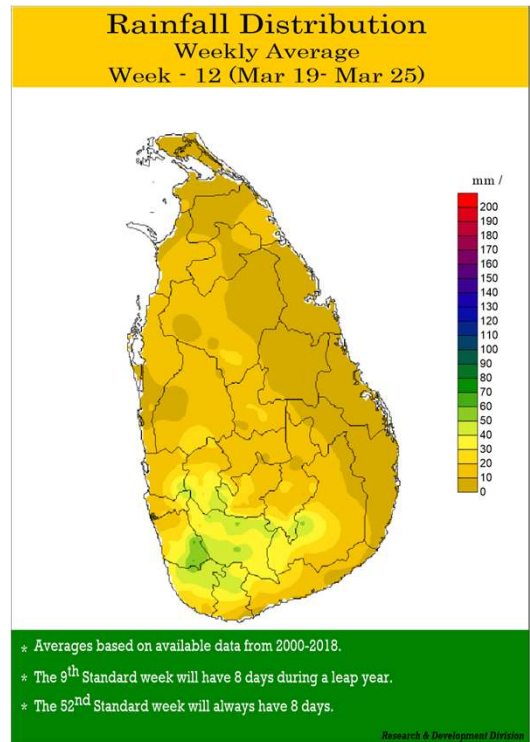 Rainfall Distribution
Weekly Average
Week - 12 (Mar 19- Mar 25)
mm /
200
190
180
170
160
150
140
130
120
110
100
90
80
70
60
50
40
30
20
10
0
* Averages based on available data from 2000-2018.
* The 9th Standard week will have 8 days during a leap year.
* The 52nd Standard week will always have 8 days.
Research & Development Division